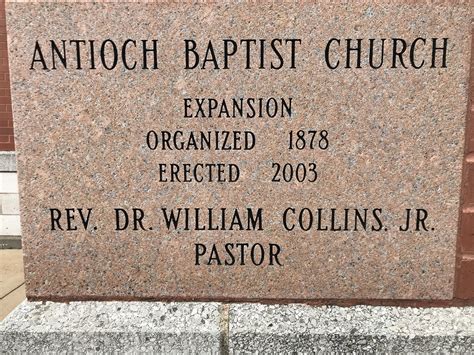 ANTIOCH BAPTIST CHURCH
EXPANSION
ORGANIZED 1878
ERECTED 2003
REV. DR. WILLIAM COLLINS. JR.
PASTOR